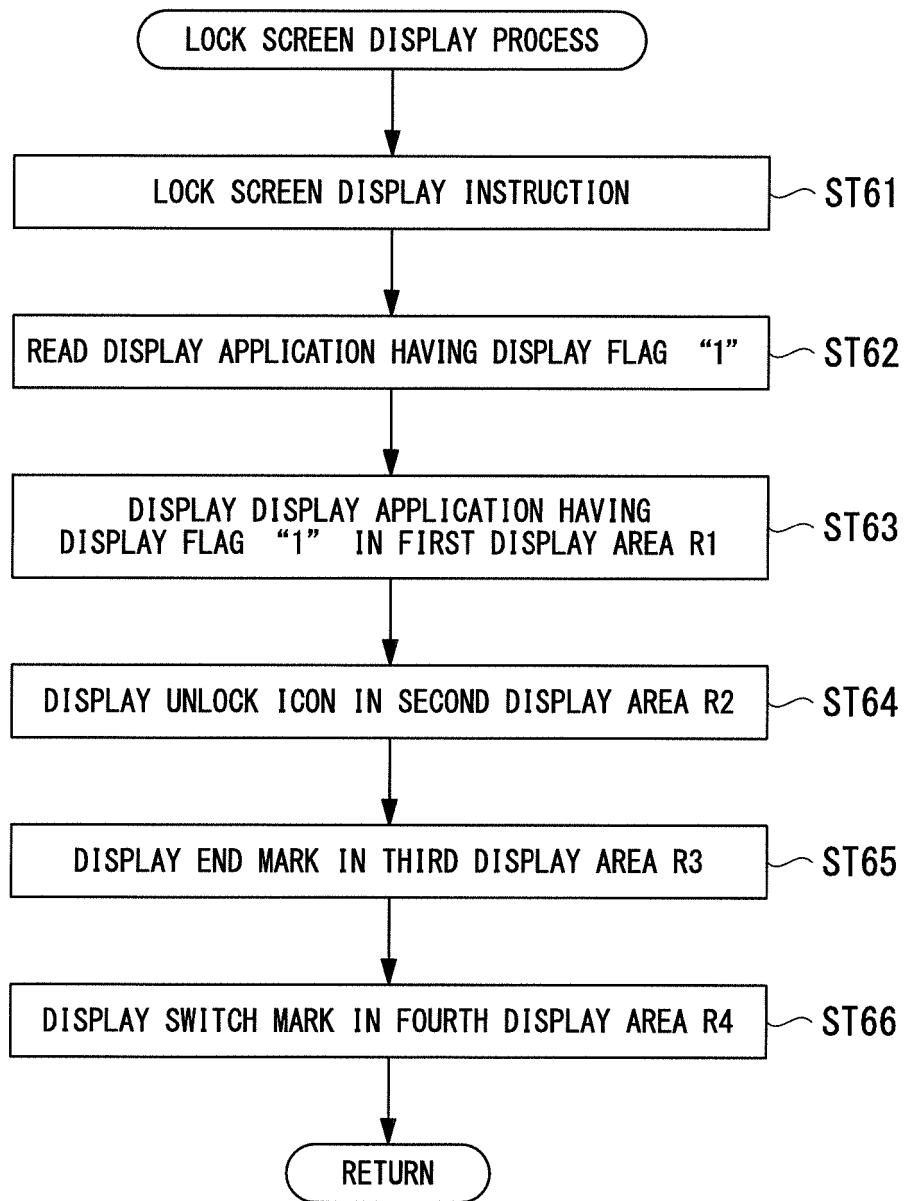 LOCK SCREEN DISPLAY PROCESS
LOCK SCREEN DISPLAY INSTRUCTION
ST61
READ DISPLAY APPLICATION HAVING DISPLAY FLAG “1”
ST62
DISPLAY DISPLAY APPLICATION HAVING
DISPLAY FLAG “1” IN FIRST DISPLAY AREA R1
ST63
DISPLAY UNLOCK ICON IN SECOND DISPLAY AREA R2
ST64
DISPLAY END MARK IN THIRD DISPLAY AREA R3
ST65
DISPLAY SWITCH MARK IN FOURTH DISPLAY AREA R4
ST66
RETURN